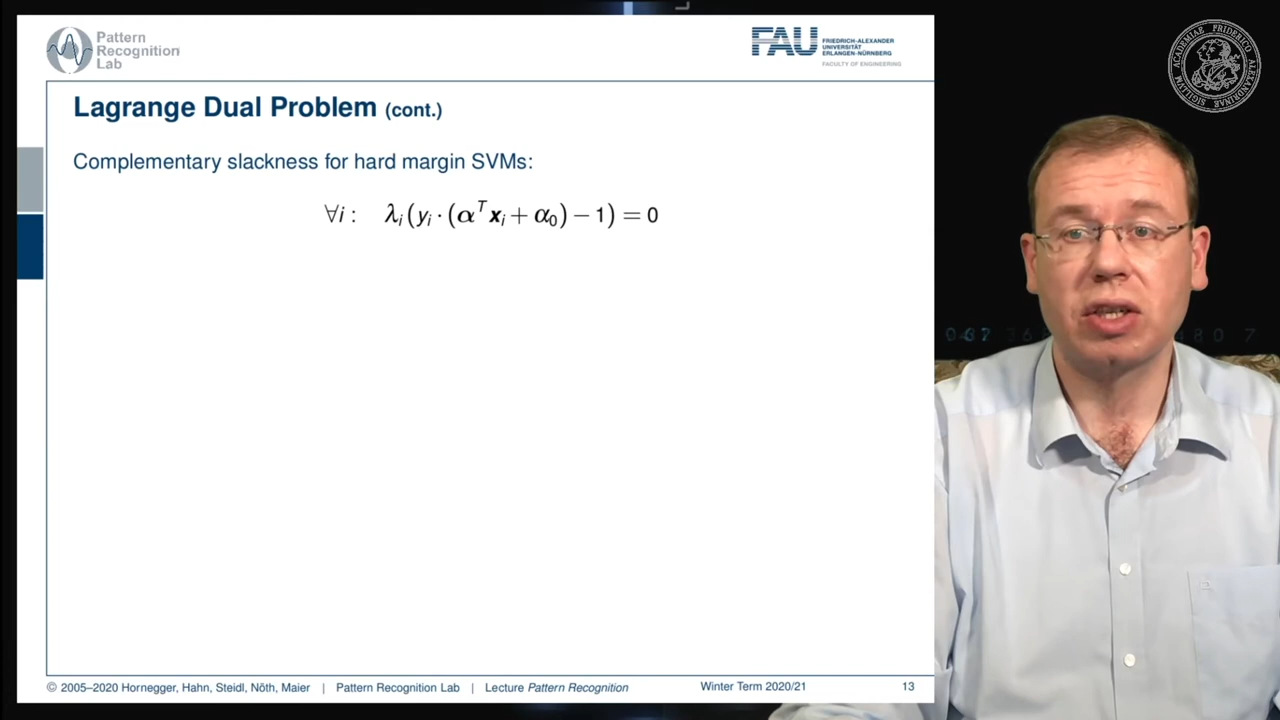 Pattern
Recognition
Lab
FAU
FRIEDRICH-ALEXANDER
UNIVERSITÄT
ERLANGEN-NÜRNBERG
FACULTY OF ENGINEERING
Lagrange Dual Problem (cont.)
Complementary slackness for hard margin SVMs:
∀i : λᵢ(yᵢ · (αᵀxᵢ + α₀) − 1) = 0
© 2005–2020 Hornegger, Hahn, Steidl, Nöth, Maier | Pattern Recognition Lab | Lecture Pattern Recognition Winter Term 2020/21 13